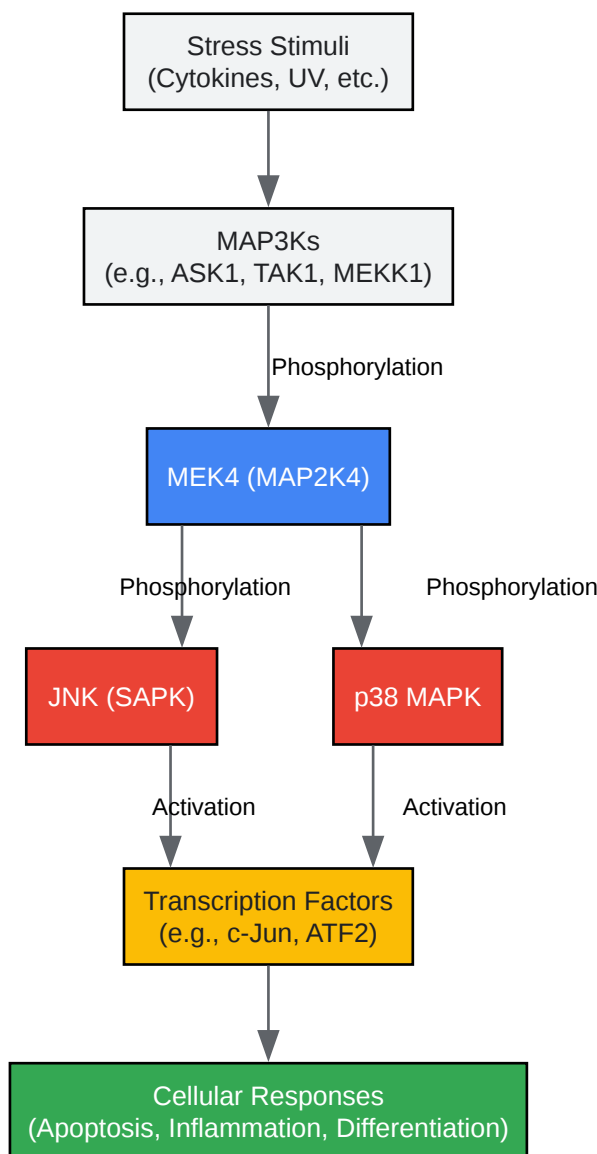 Stress Stimuli
(Cytokines, UV, etc.)
MAP3Ks
(e.g., ASK1, TAK1, MEKK1)
Phosphorylation
MEK4 (MAP2K4)
Phosphorylation
Phosphorylation
JNK (SAPK)
p38 MAPK
Activation
Activation
Transcription Factors
(e.g., c-Jun, ATF2)
Cellular Responses
(Apoptosis, Inflammation, Differentiation)